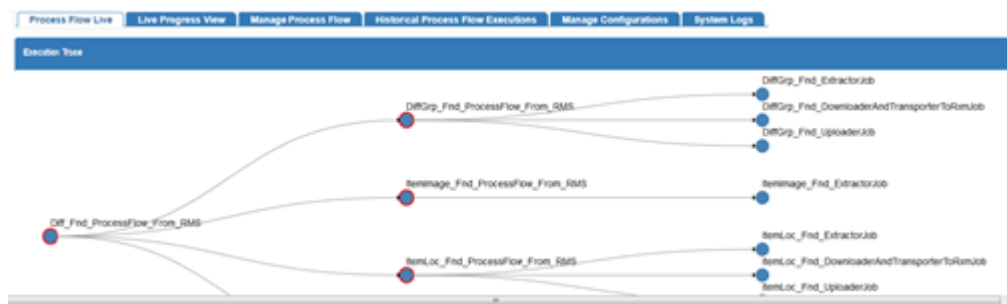 Process Flow Live
Live Progress View
Manage Process Flow
Historical Process Flow Executions
Manage Configurations
System Logs
Execution Trace
DiffGrp_Fnd_ExtractorJob
DiffGrp_Fnd_ProcessFlow_From_RMS
DiffGrp_Fnd_DownloaderAndTransporterToRxmJob
DiffGrp_Fnd_UploaderJob
ItemImage_Fnd_ProcessFlow_From_RMS
ItemImage_Fnd_ExtractorJob
Diff_Fnd_ProcessFlow_From_RMS
ItemLoc_Fnd_ExtractorJob
ItemLoc_Fnd_ProcessFlow_From_RMS
ItemLoc_Fnd_DownloaderAndTransporterToRxmJob
ItemLoc_Fnd_UploaderJob